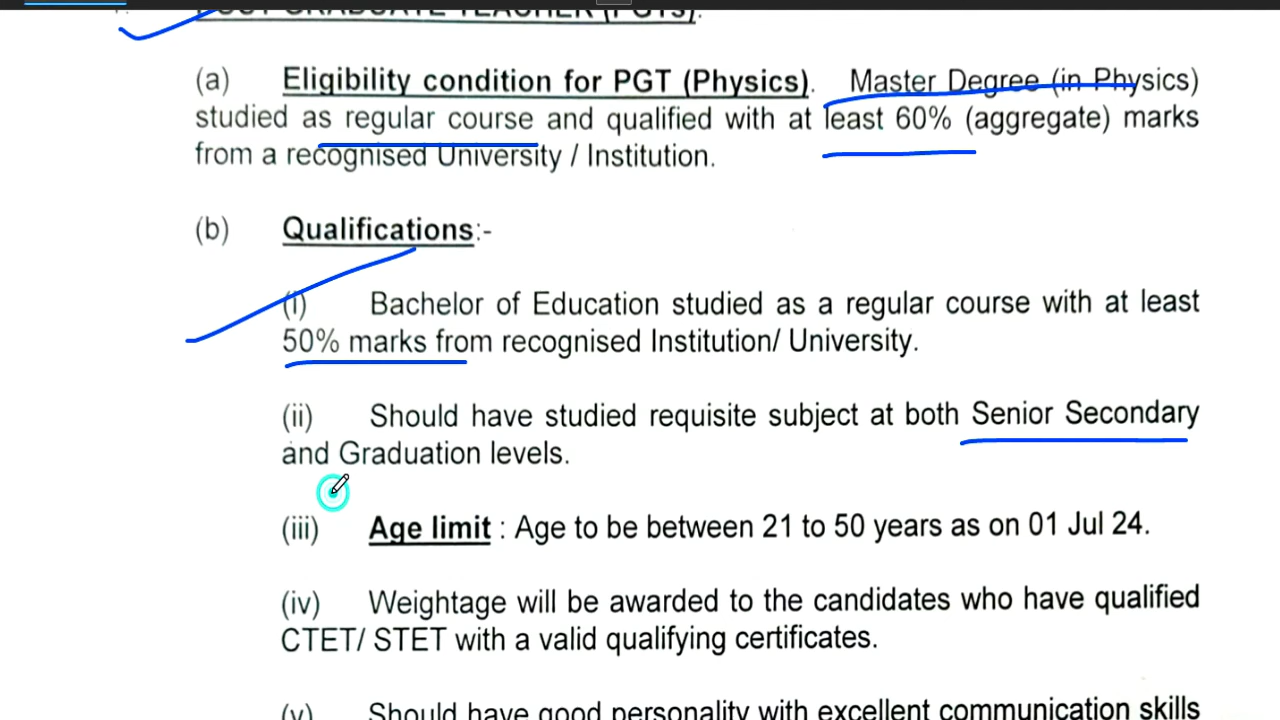 POST GRADUATE TEACHER (PGTs).
(a) Eligibility condition for PGT (Physics). Master Degree (in Physics)
studied as regular course and qualified with at least 60% (aggregate) marks
from a recognised University / Institution.
(b) Qualifications:-
(i) Bachelor of Education studied as a regular course with at least
50% marks from recognised Institution/ University.
(ii) Should have studied requisite subject at both Senior Secondary
and Graduation levels.
(iii) Age limit : Age to be between 21 to 50 years as on 01 Jul 24.
(iv) Weightage will be awarded to the candidates who have qualified
CTET/ STET with a valid qualifying certificates.
(v) Should have good personality with excellent communication skills